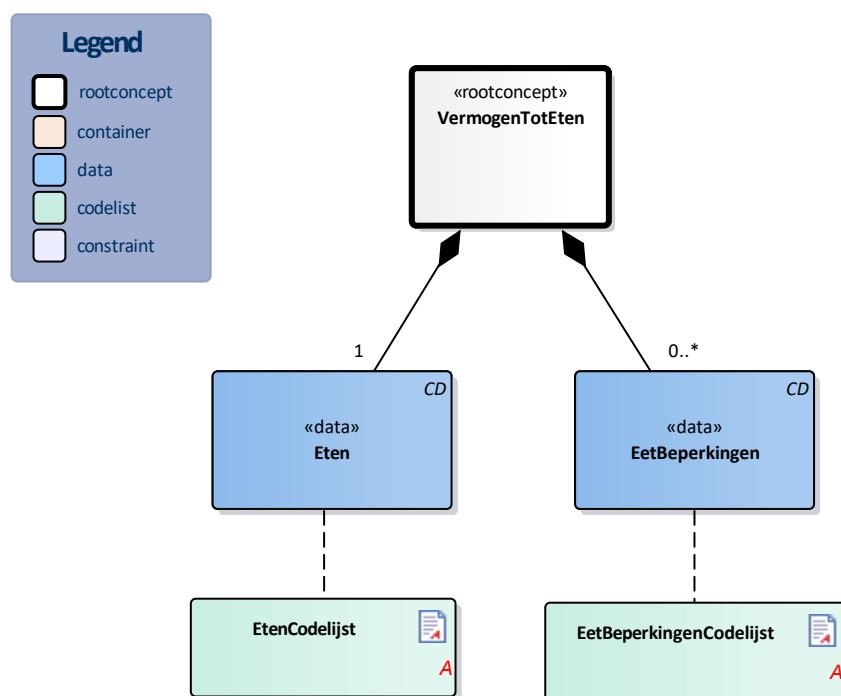 Legend
rootconcept
container
data
codelist
constraint
«rootconcept»
VermogenTotEten
1
0..*
CD
«data»
Eten
CD
«data»
EetBeperkingen
EtenCodelijst
A
EetBeperkingenCodelijst
A